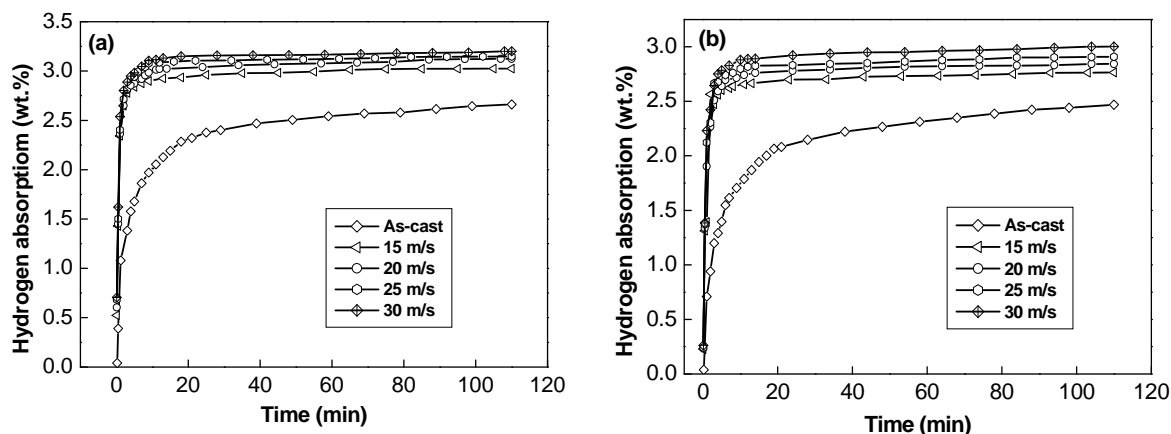 (a)
Hydrogen absorptiom (wt.%)
3.5
3.0
2.5
2.0
1.5
1.0
0.5
0.0
As-cast
15 m/s
20 m/s
25 m/s
30 m/s
0 20 40 60 80 100 120
Time (min)
(b)
Hydrogen absorption (wt.%)
3.0
2.5
2.0
1.5
1.0
0.5
0.0
As-cast
15 m/s
20 m/s
25 m/s
30 m/s
0 20 40 60 80 100 120
Time (min)